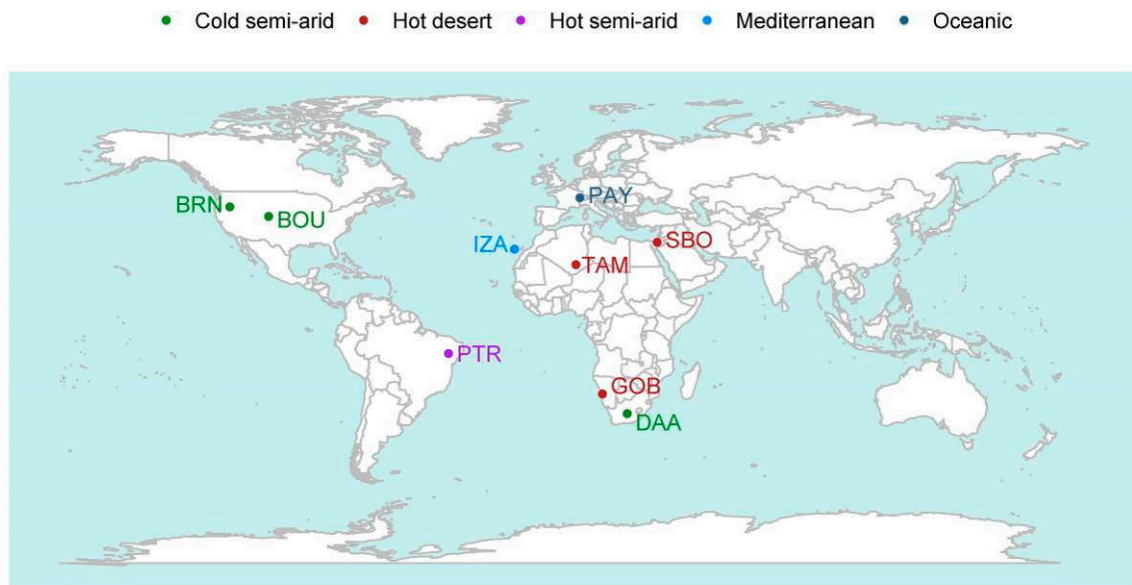 Cold semi-arid Hot desert Hot semi-arid Mediterranean Oceanic
BRN
BOU
PAY
IZA
SBO
TAM
PTR
GOB
DAA